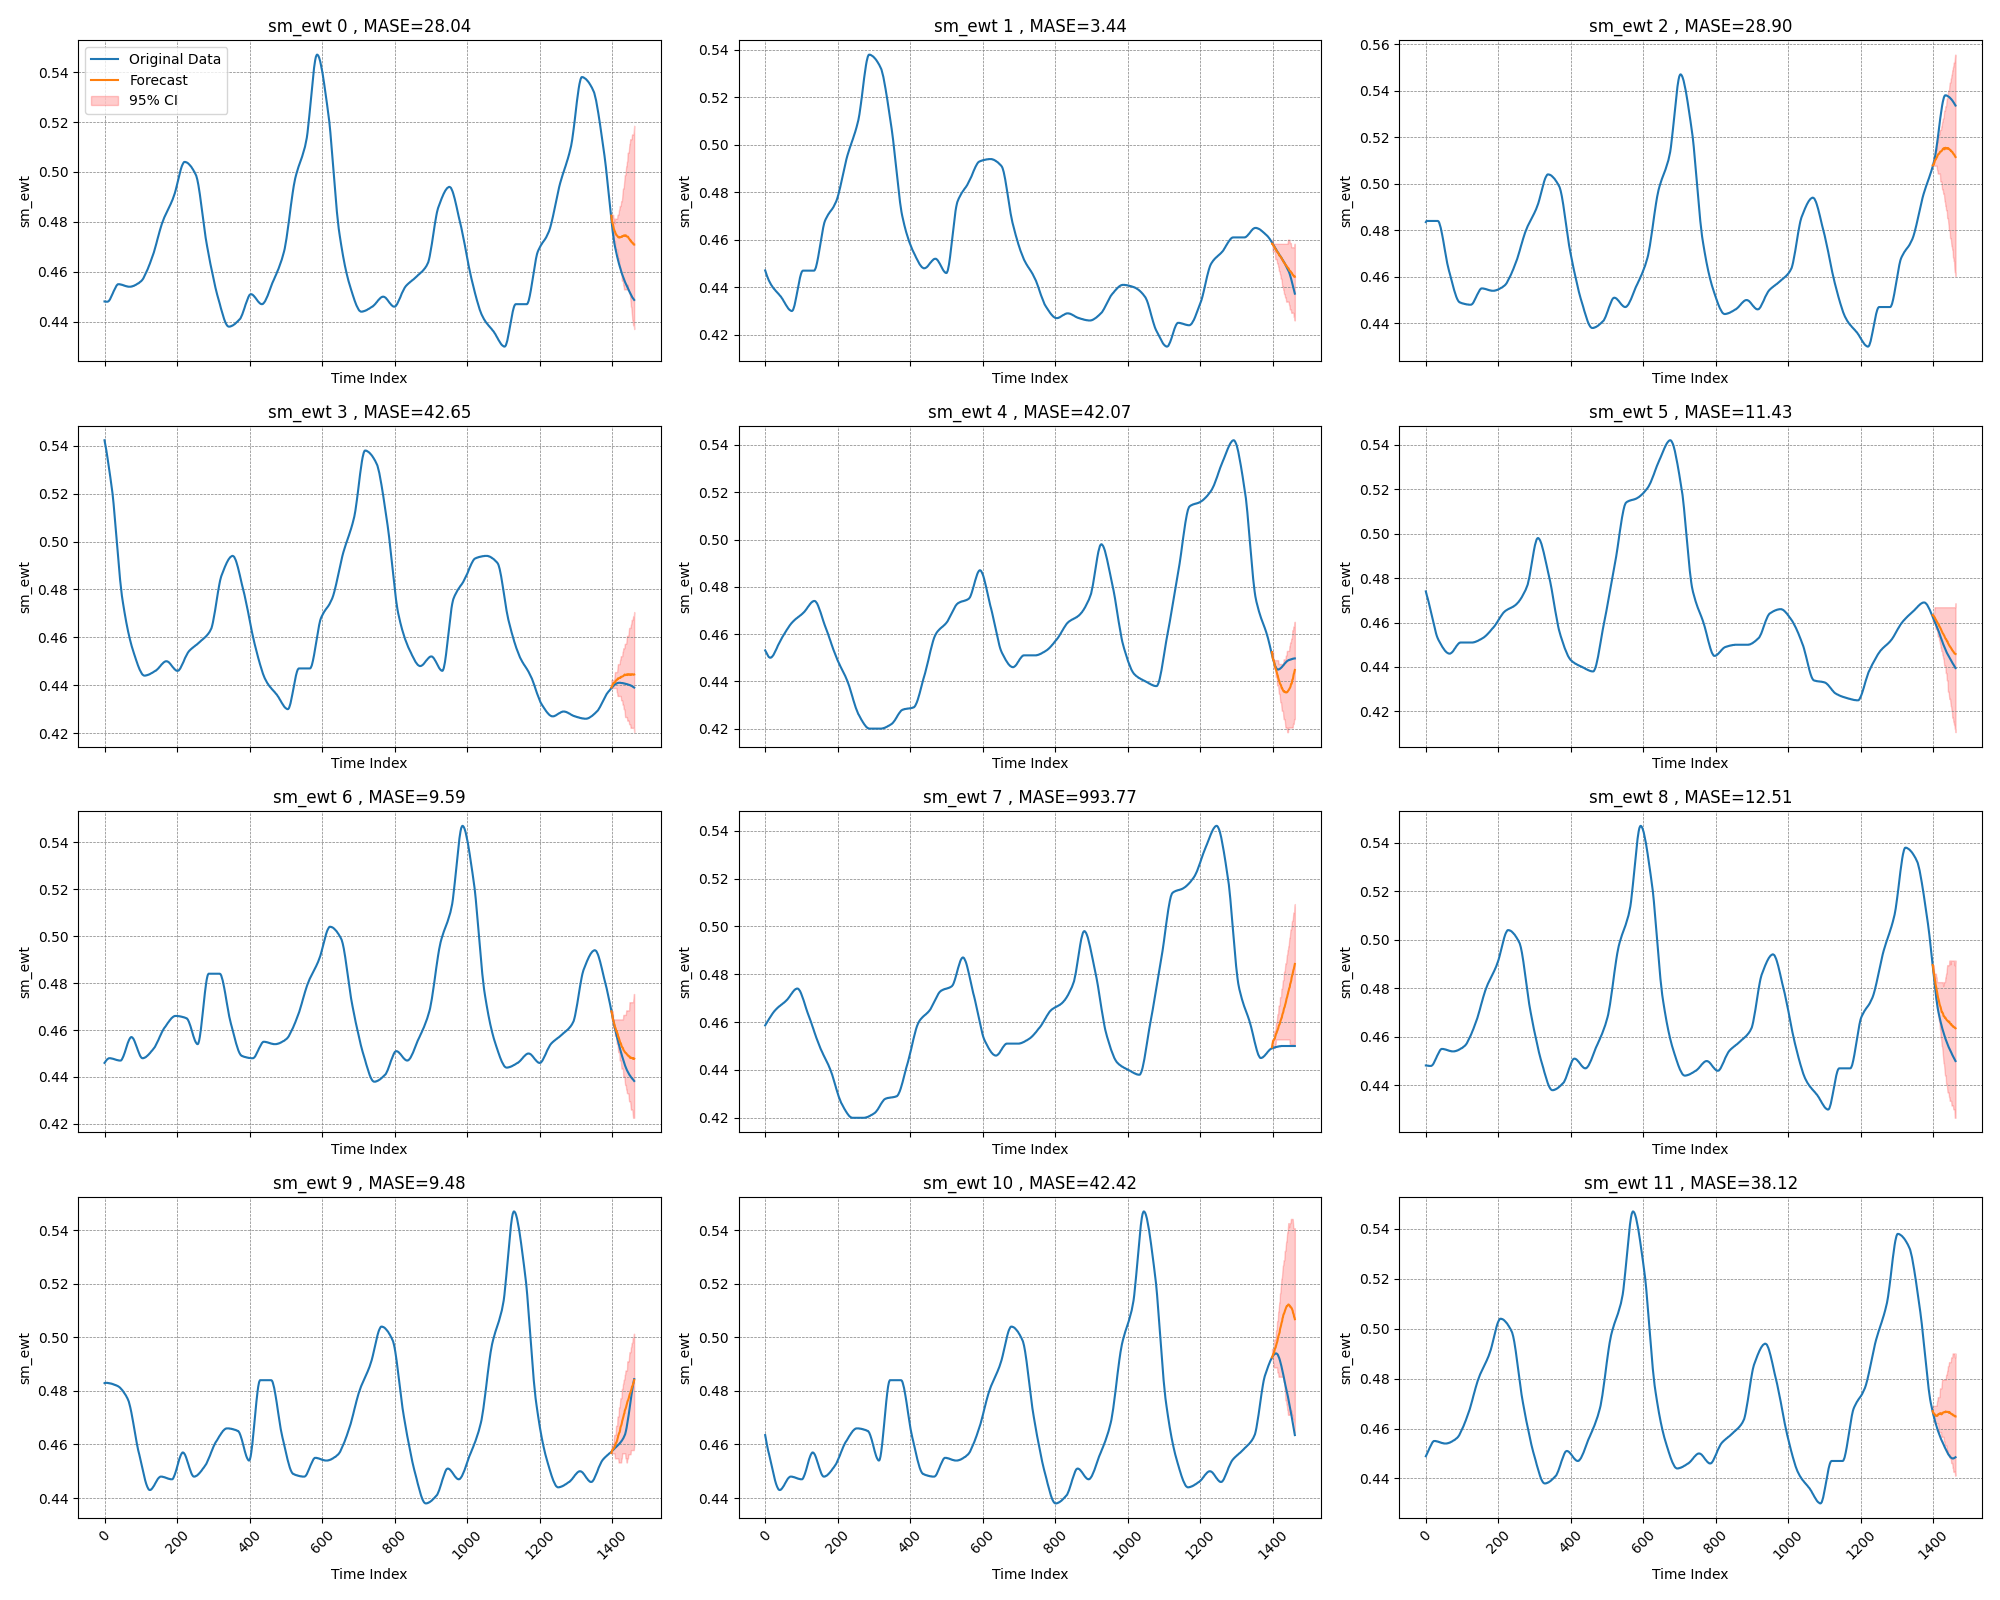 sm_ewt 0 , MASE=28.04
sm_ewt 1 , MASE=3.44
sm_ewt 2 , MASE=28.90
Original Data
Forecast
95% CI
sm_ewt
0.54
0.52
0.50
0.48
0.46
0.44
Time Index
sm_ewt
0.54
0.52
0.50
0.48
0.46
0.44
0.42
Time Index
sm_ewt
0.56
0.54
0.52
0.50
0.48
0.46
0.44
Time Index
sm_ewt 3 , MASE=42.65
sm_ewt 4 , MASE=42.07
sm_ewt 5 , MASE=11.43
sm_ewt
0.54
0.52
0.50
0.48
0.46
0.44
0.42
Time Index
sm_ewt
0.54
0.52
0.50
0.48
0.46
0.44
0.42
Time Index
sm_ewt
0.54
0.52
0.50
0.48
0.46
0.44
0.42
Time Index
sm_ewt 6 , MASE=9.59
sm_ewt 7 , MASE=993.77
sm_ewt 8 , MASE=12.51
sm_ewt
0.54
0.52
0.50
0.48
0.46
0.44
0.42
Time Index
sm_ewt
0.54
0.52
0.50
0.48
0.46
0.44
0.42
Time Index
sm_ewt
0.54
0.52
0.50
0.48
0.46
0.44
Time Index
sm_ewt 9 , MASE=9.48
sm_ewt 10 , MASE=42.42
sm_ewt 11 , MASE=38.12
sm_ewt
0.54
0.52
0.50
0.48
0.46
0.44
0 200 400 600 800 1000 1200 1400
Time Index
sm_ewt
0.54
0.52
0.50
0.48
0.46
0.44
0 200 400 600 800 1000 1200 1400
Time Index
sm_ewt
0.54
0.52
0.50
0.48
0.46
0.44
0 200 400 600 800 1000 1200 1400
Time Index